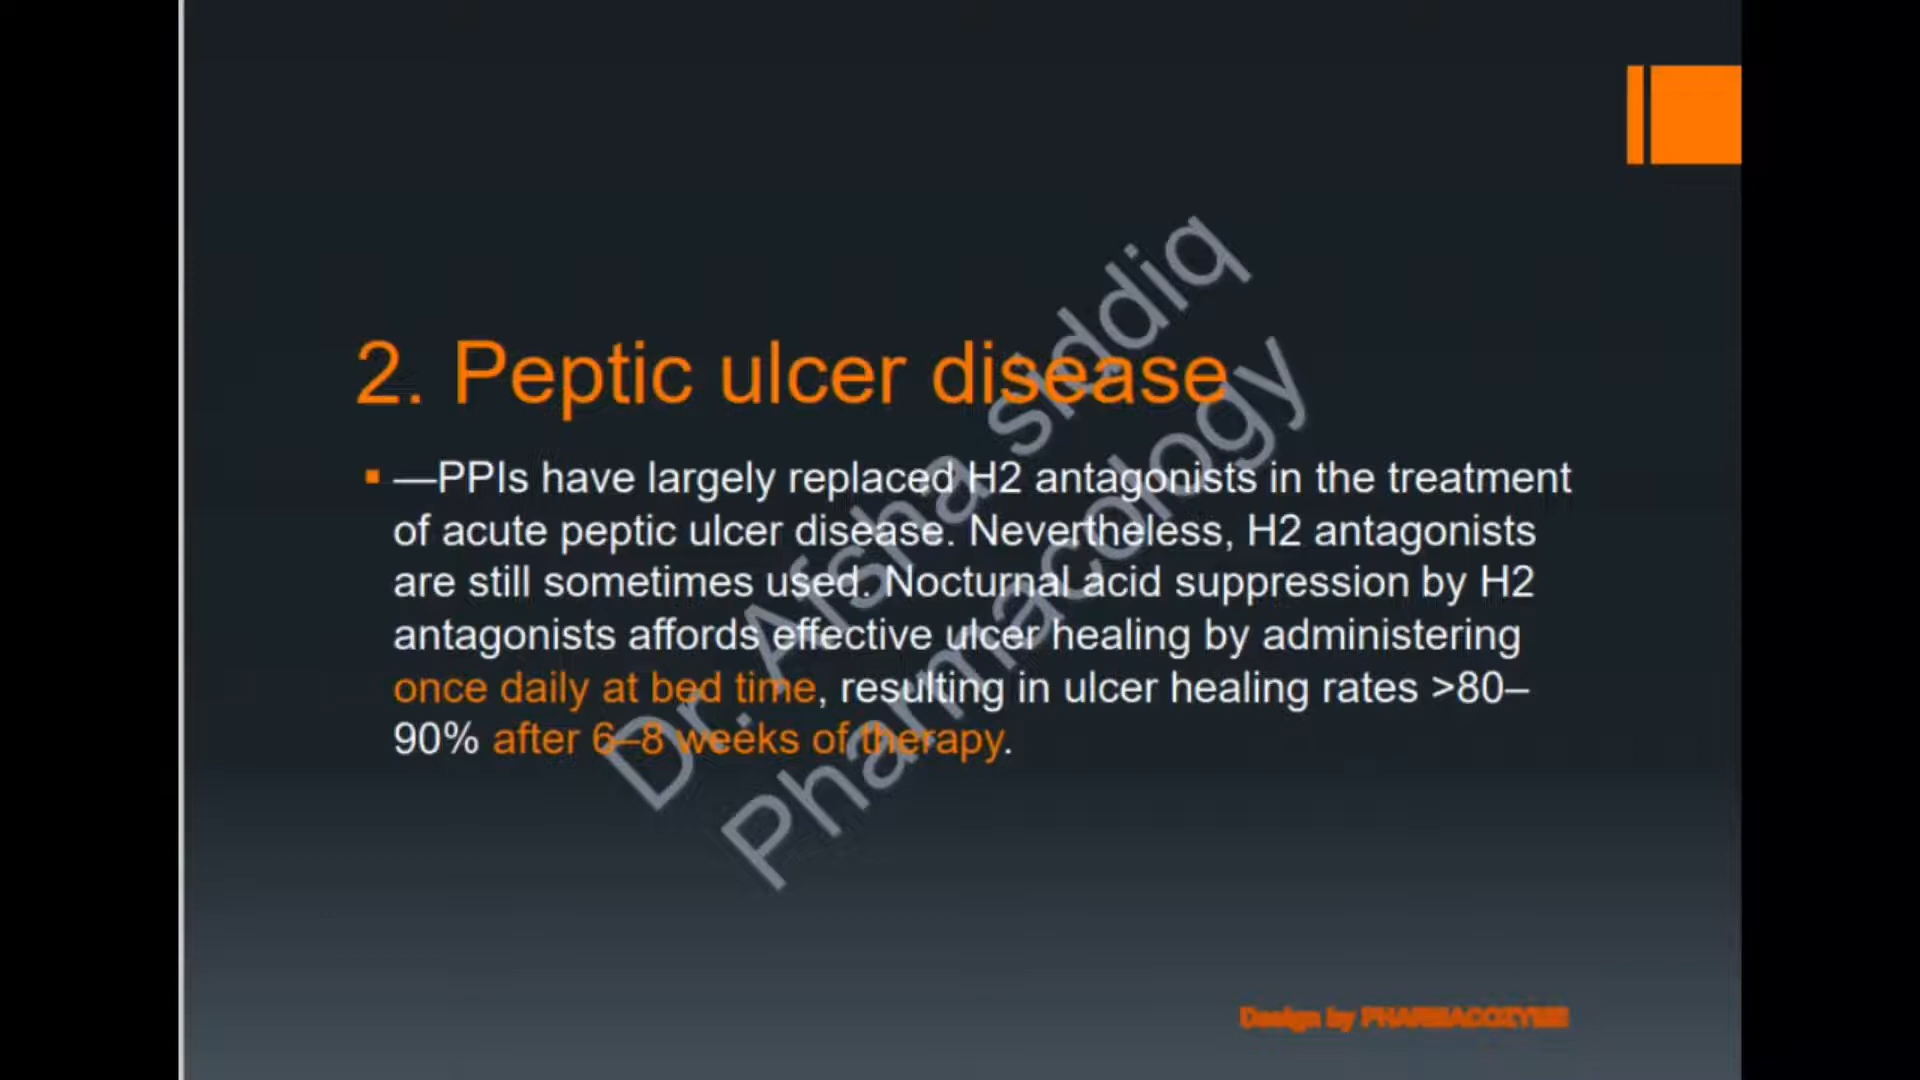 2. Peptic ulcer disease
—PPIs have largely replaced H2 antagonists in the treatment
of acute peptic ulcer disease. Nevertheless, H2 antagonists
are still sometimes used. Nocturnal acid suppression by H2
antagonists affords effective ulcer healing by administering
once daily at bed time, resulting in ulcer healing rates >80–
90% after 6–8 weeks of therapy.
Dr. Afsha siddiq
Pharmacology
Design by PHARMACOZYME